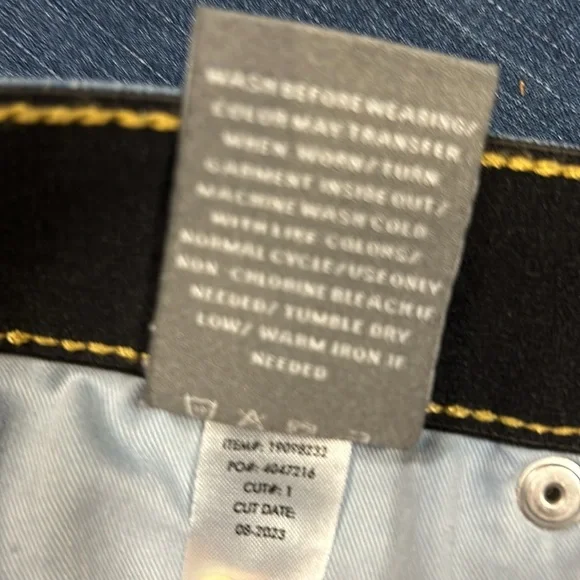 WASH BEFORE WEARING/
COLOR MAY TRANSFER
WHEN WORN/ TURN
GARMENT INSIDE OUT/
MACHINE WASH COLD
WITH LIKE COLORS/
NORMAL CYCLE/USE ONLY
NON-CHLORINE BLEACH IF
NEEDED/ TUMBLE DRY
LOW/ WARM IRON IF
NEEDED
ITEM#: 19098232
PO#: 4047216
CUT#: 1
CUT DATE:
08-2023